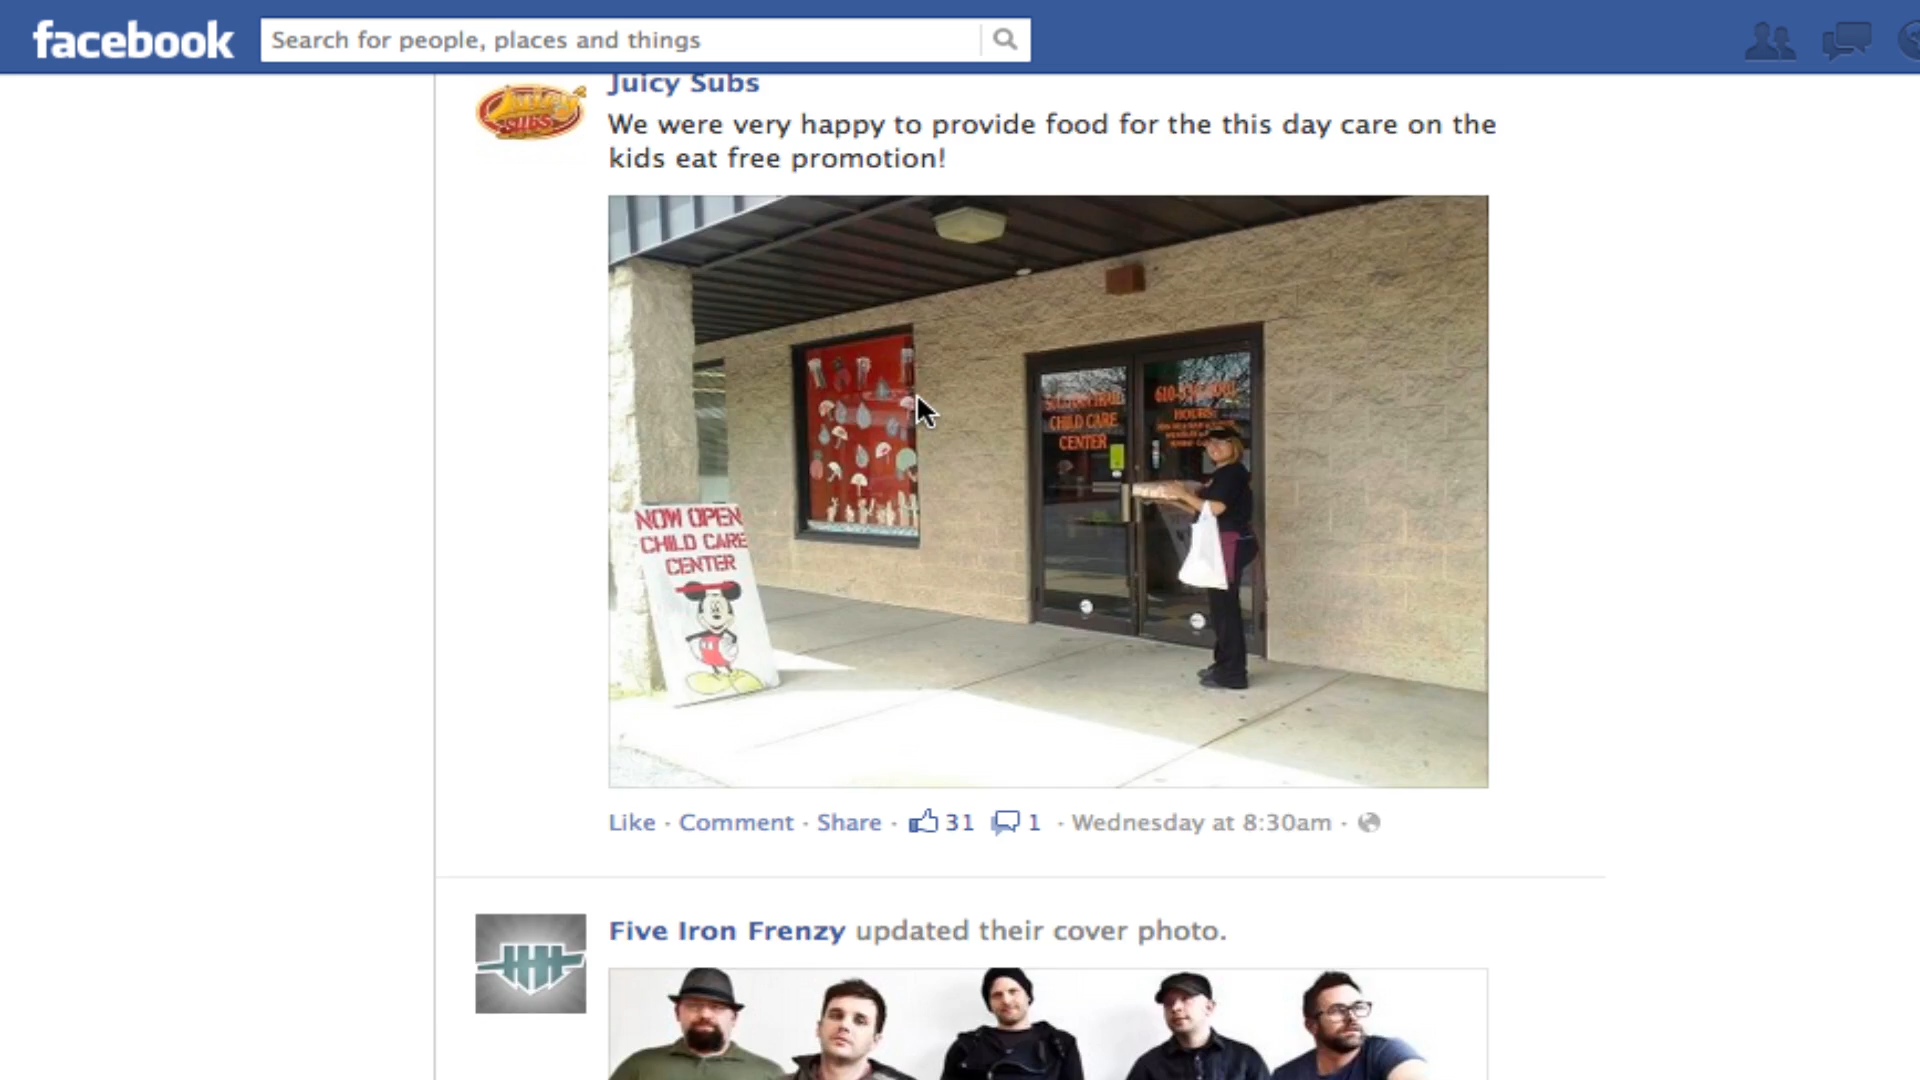 facebook
Search for people, places and things
Juicy Subs
Juicy
SUBS
We were very happy to provide food for the this day care on the
kids eat free promotion!
CHILD CARE
CENTER
HOURS:
NOW OPEN
CHILD CARE
CENTER
Like · Comment · Share · 31 1 · Wednesday at 8:30am ·
Five Iron Frenzy updated their cover photo.